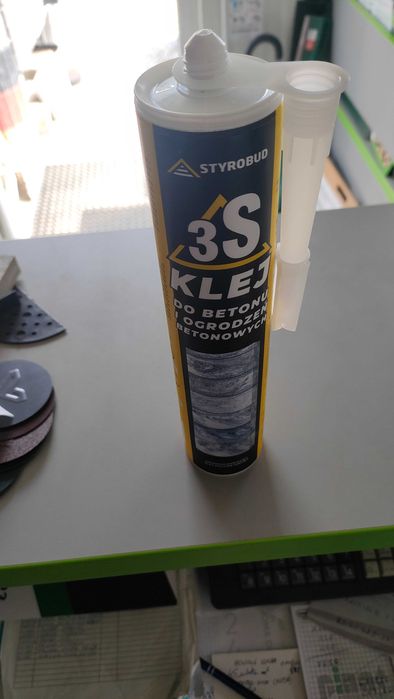 STYROBUD
3S
KLEJ
DO BETONU
I OGRODZEŃ
BETONOWYCH